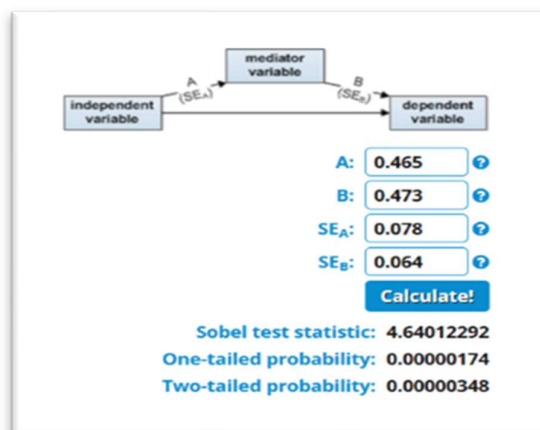 mediator
variable
A
(SEA)
B
(SEB)
independent
variable
dependent
variable
A: 0.465 ?
B: 0.473 ?
SEA: 0.078 ?
SEB: 0.064 ?
Calculate!
Sobel test statistic: 4.64012292
One-tailed probability: 0.00000174
Two-tailed probability: 0.00000348